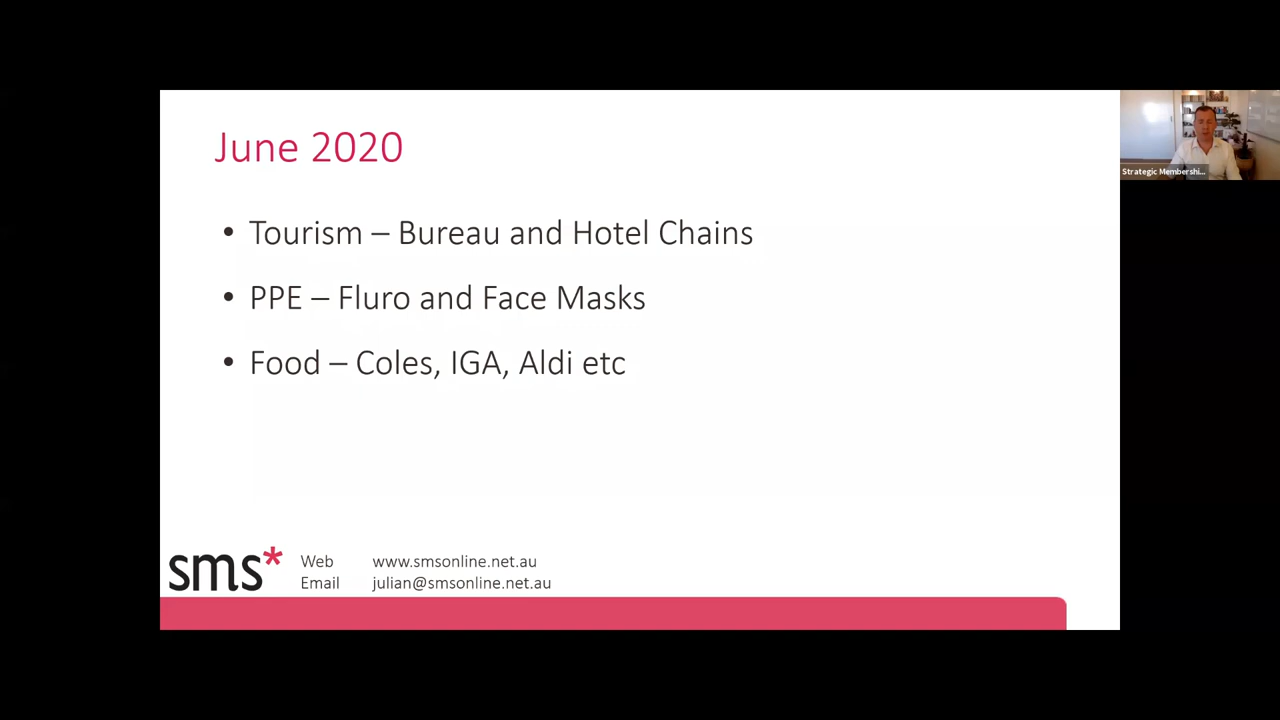 June 2020
• Tourism – Bureau and Hotel Chains
• PPE – Fluro and Face Masks
• Food – Coles, IGA, Aldi etc
sms*
Web www.smsonline.net.au
Email julian@smsonline.net.au
Strategic Membershi...